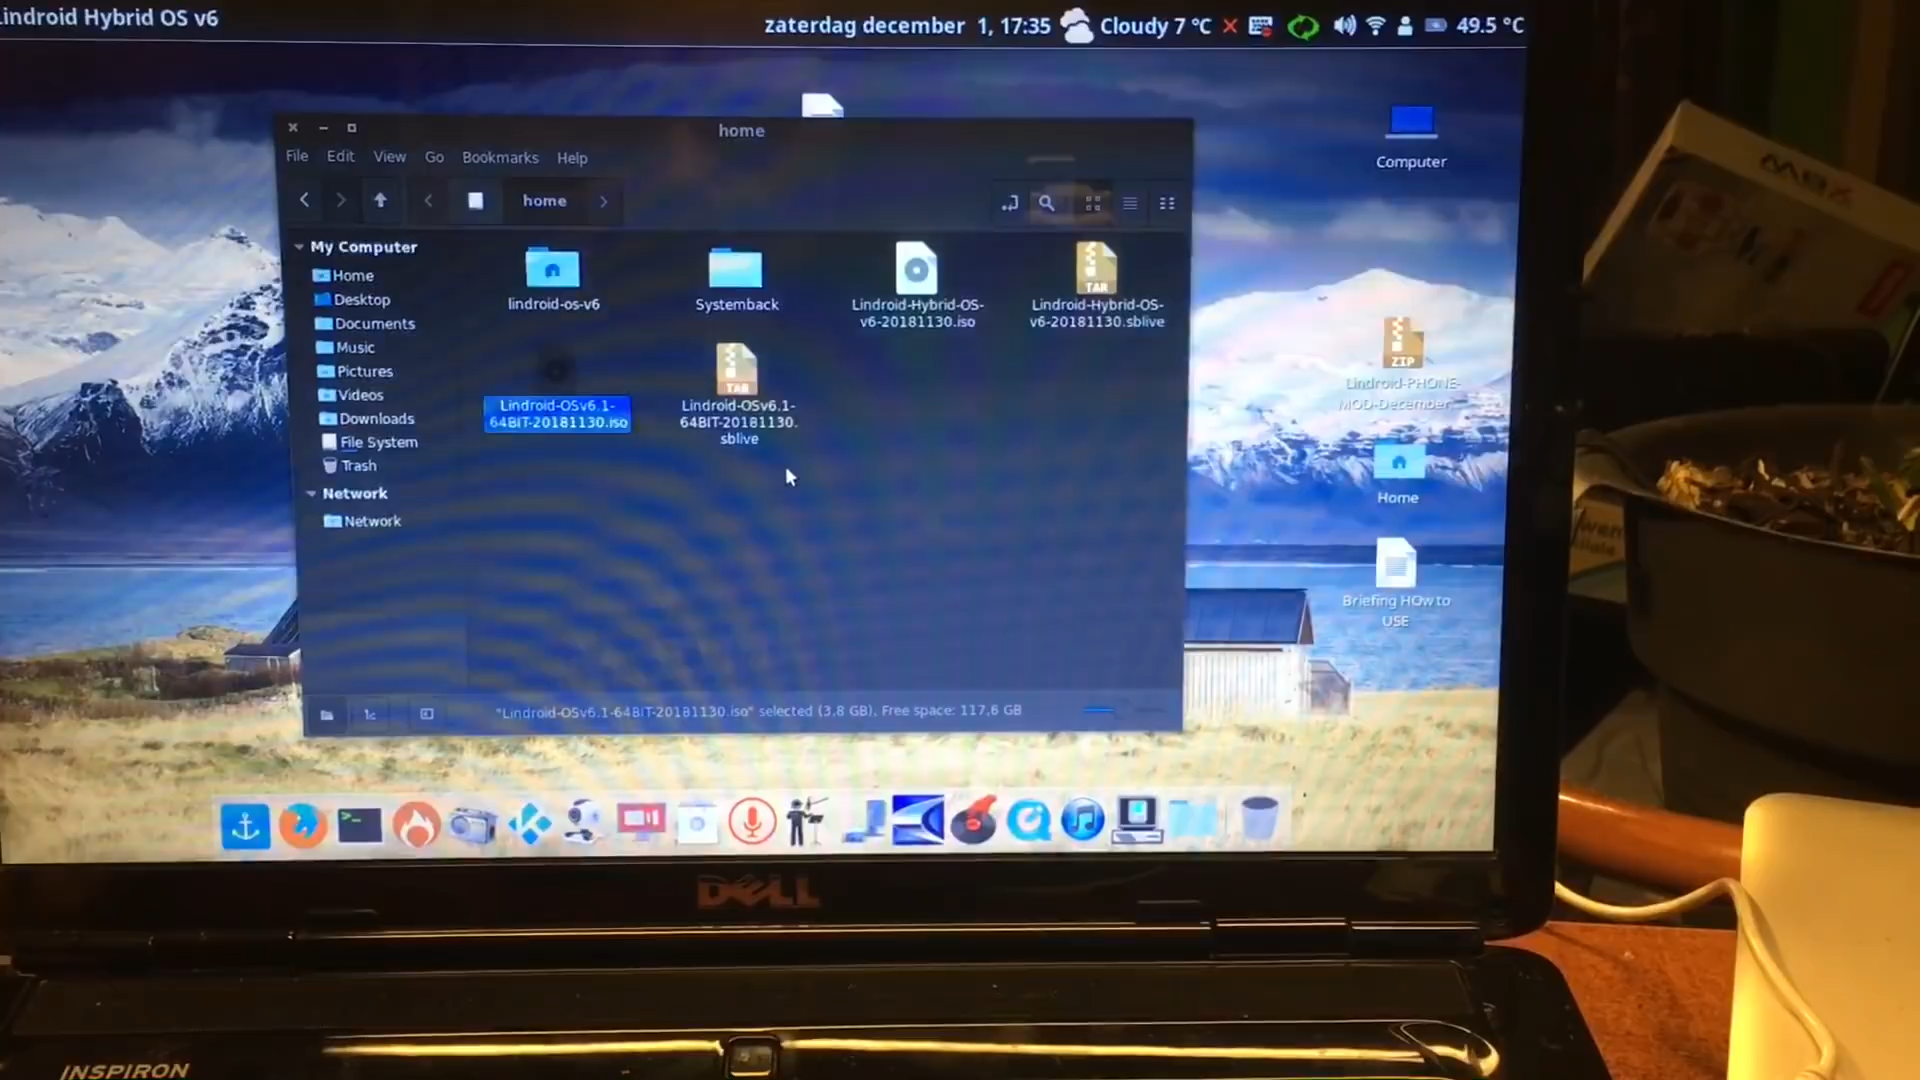 Lindroid Hybrid OS v6
zaterdag december 1, 17:35
Cloudy 7 °C
49.5 °C
home
File Edit View Go Bookmarks Help
home
My Computer
Home
Desktop
Documents
Music
Pictures
Videos
Downloads
File System
Trash
Network
Network
lindroid-os-v6
Systemback
Lindroid-Hybrid-OS-
v6-20181130.iso
TAR
Lindroid-Hybrid-OS-
v6-20181130.sblive
Lindroid-OSv6.1-
64BIT-20181130.iso
TAR
Lindroid-OSv6.1-
64BIT-20181130.
sblive
"Lindroid-OSv6.1-64BIT-20181130.iso" selected (3,8 GB), Free space: 117,6 GB
Computer
ZIP
Lindroid-PHONE-
MOD-December
Home
Briefing HOw to
USE
DELL
INSPIRON